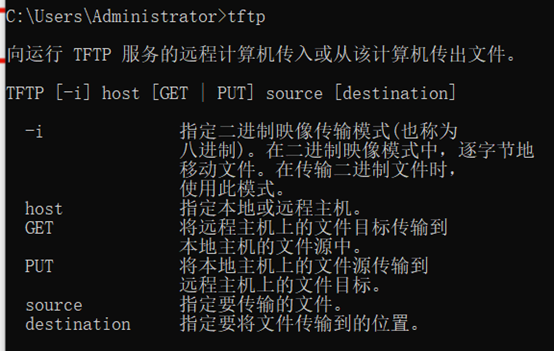 C:\Users\Administrator>tftp
向运行 TFTP 服务的远程计算机传入或从该计算机传出文件。
TFTP [-i] host [GET | PUT] source [destination]
-i 指定二进制映像传输模式(也称为
八进制)。在二进制映像模式中，逐字节地
移动文件。在传输二进制文件时，
使用此模式。
host 指定本地或远程主机。
GET 将远程主机上的文件目标传输到
本地主机的文件源中。
PUT 将本地主机上的文件源传输到
远程主机上的文件目标。
source 指定要传输的文件。
destination 指定要将文件传输到的位置。